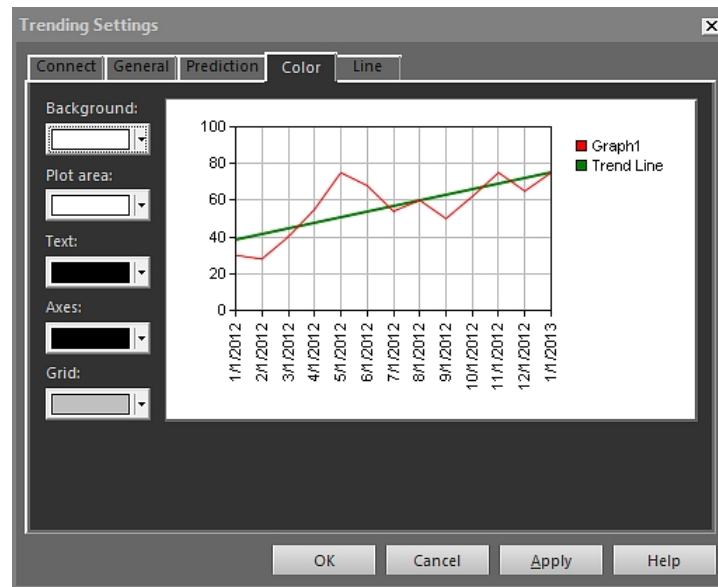 Trending Settings
Connect General Prediction Color Line
Background:
Plot area:
Text:
Axes:
Grid:
100
80
60
40
20
0
1/1/2012
2/1/2012
3/1/2012
4/1/2012
5/1/2012
6/1/2012
7/1/2012
8/1/2012
9/1/2012
10/1/2012
11/1/2012
12/1/2012
1/1/2013
Graph1
Trend Line
OK Cancel Apply Help